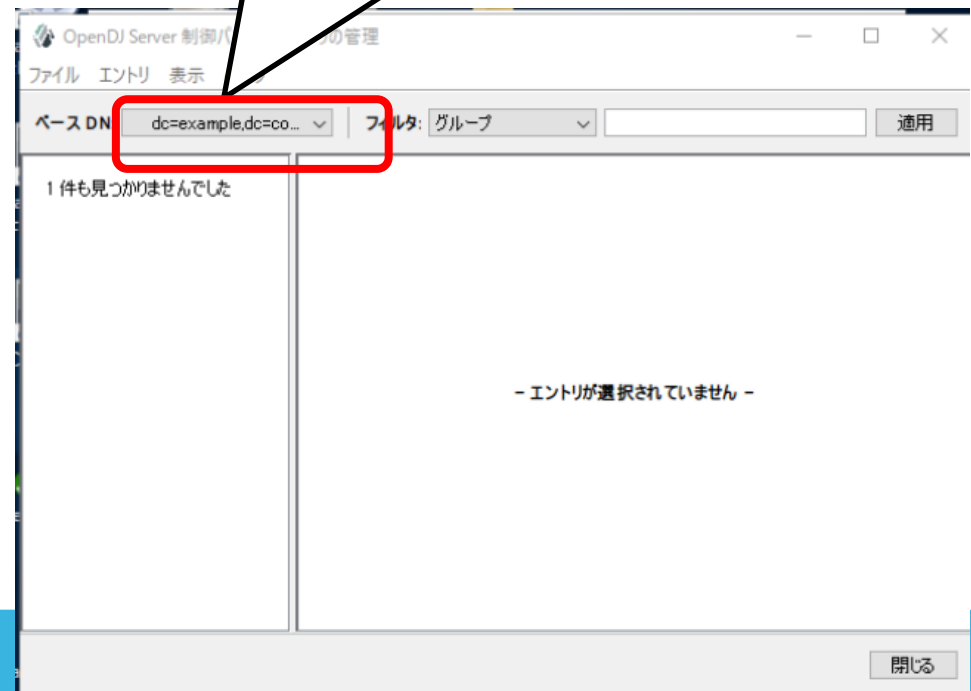 OpenDJ Server 制御パ の管理
ファイル エントリ 表示
ベース DN dc=example,dc=co... フィルタ: グループ 適用
1 件も見つかりませんでした
- エントリが選択されていません -
閉じる